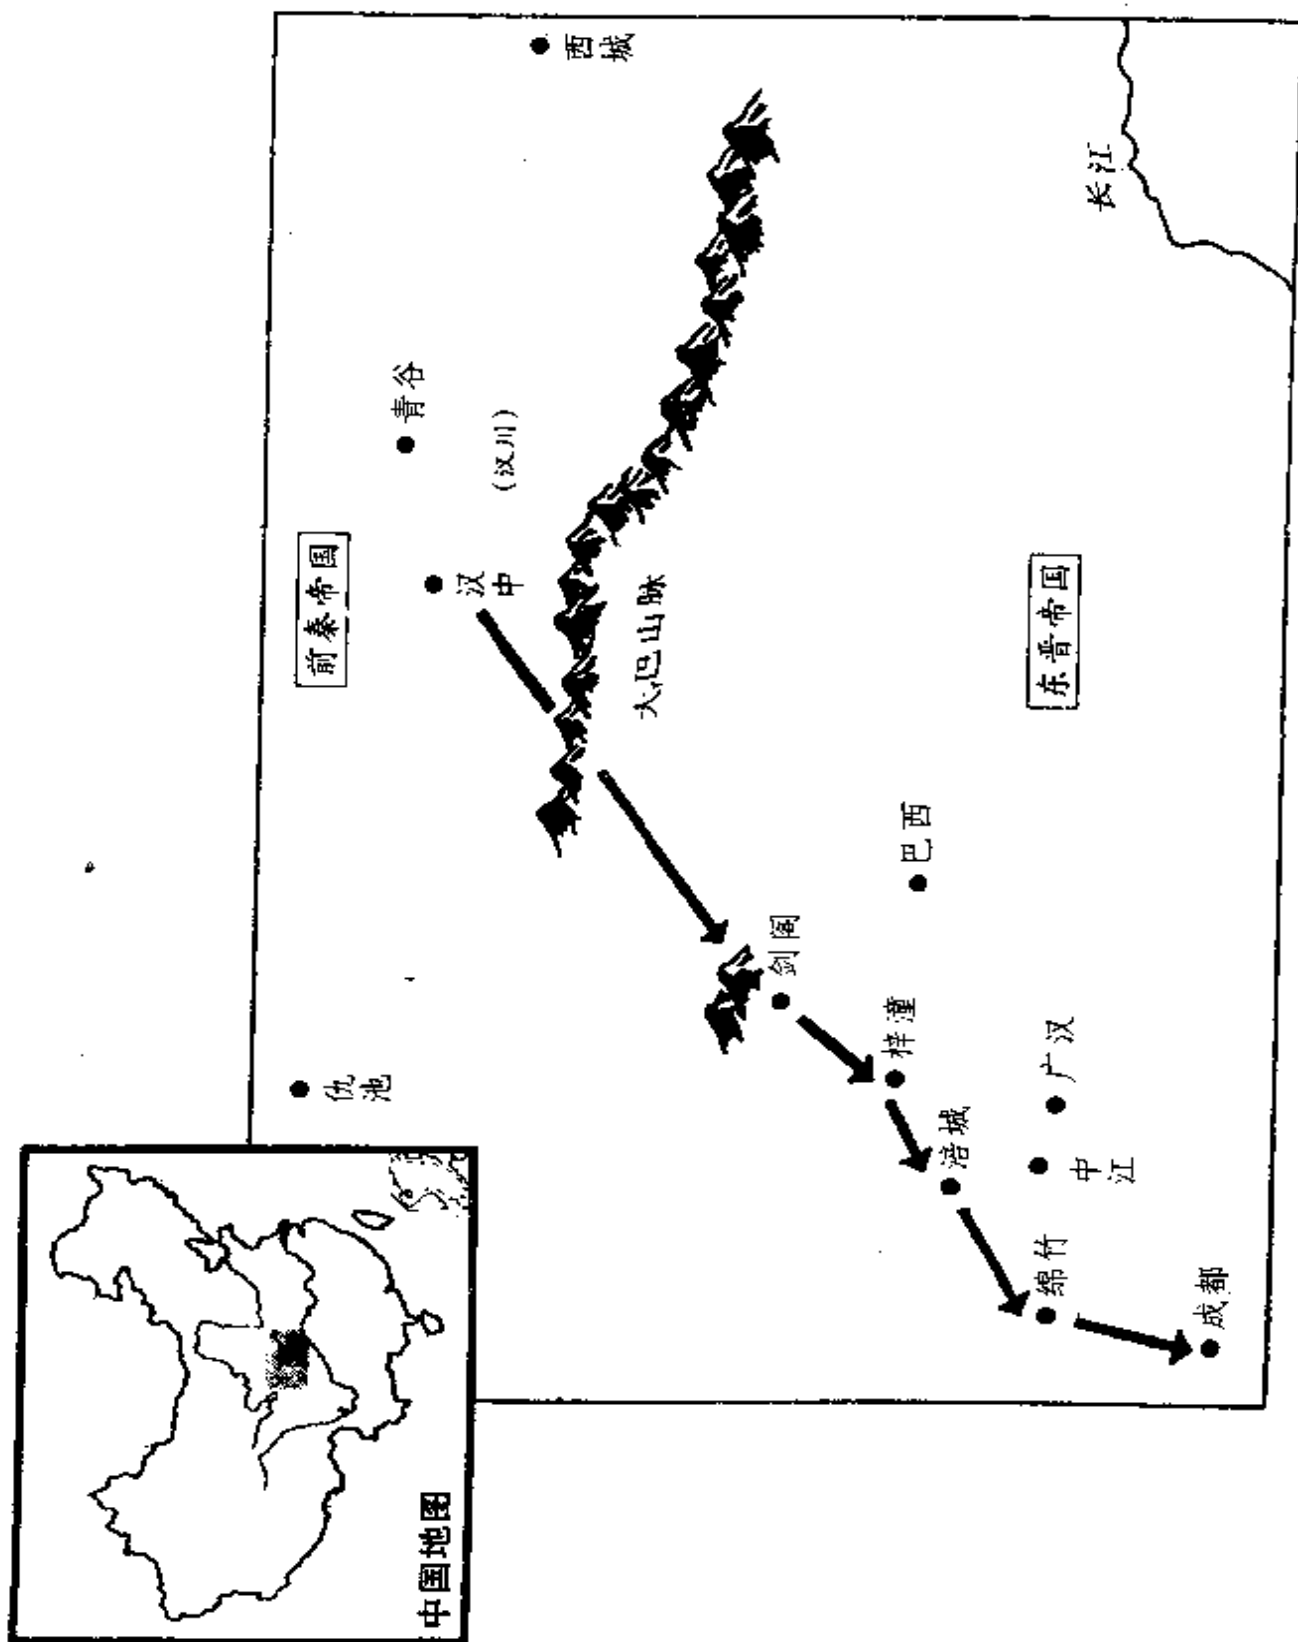 中国地图
仇池
前秦帝国
青谷
西城
汉中
(汉川)
大巴山脉
剑阁
梓潼
巴西
涪城
广汉
中江
绵竹
成都
东晋帝国
长江